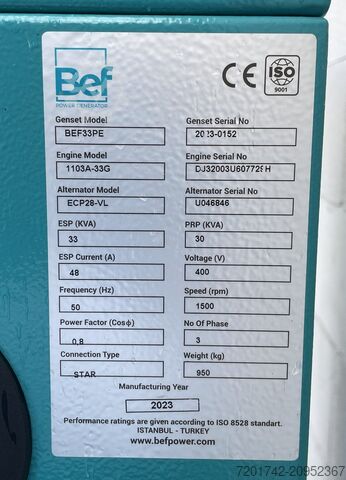 Bef
POWER GENERATOR
CE ISO 9001
Genset Model Genset Serial No
BEF33PE 2023-0152
Engine Model Engine Serial No
1103A-33G DJ32003U607729H
Alternator Model Alternator Serial No
ECP28-VL U046846
ESP (KVA) PRP (KVA)
33 30
ESP Current (A) Voltage (V)
48 400
Frequency (Hz) Speed (rpm)
50 1500
Power Factor (Cosϕ) No Of Phase
0,8 3
Connection Type Weight (kg)
STAR 950
Manufacturing Year
2023
Performance ratings are given according to ISO 8528 standart.
ISTANBUL - TURKEY
www.befpower.com
7201742-20952367